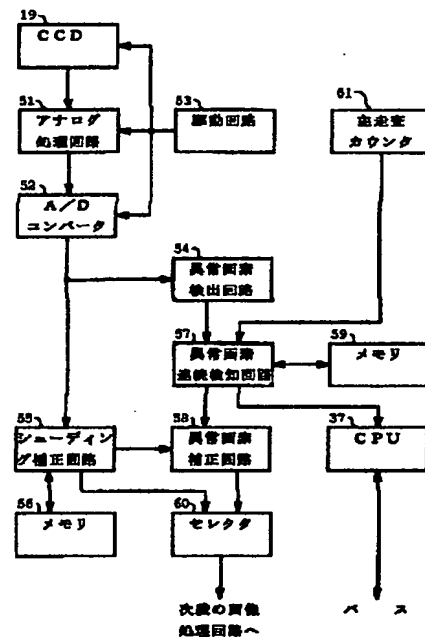 19
CCD
51
アナログ
処理回路
53
駆動回路
61
主走査
カウンタ
52
A/D
コンバータ
54
異常画素
検出回路
57
異常画素
連続検知回路
59
メモリ
55
シェーディン
グ補正回路
58
異常画素
補正回路
37
CPU
56
メモリ
60
セレクタ
次段の画像
処理回路へ
バス